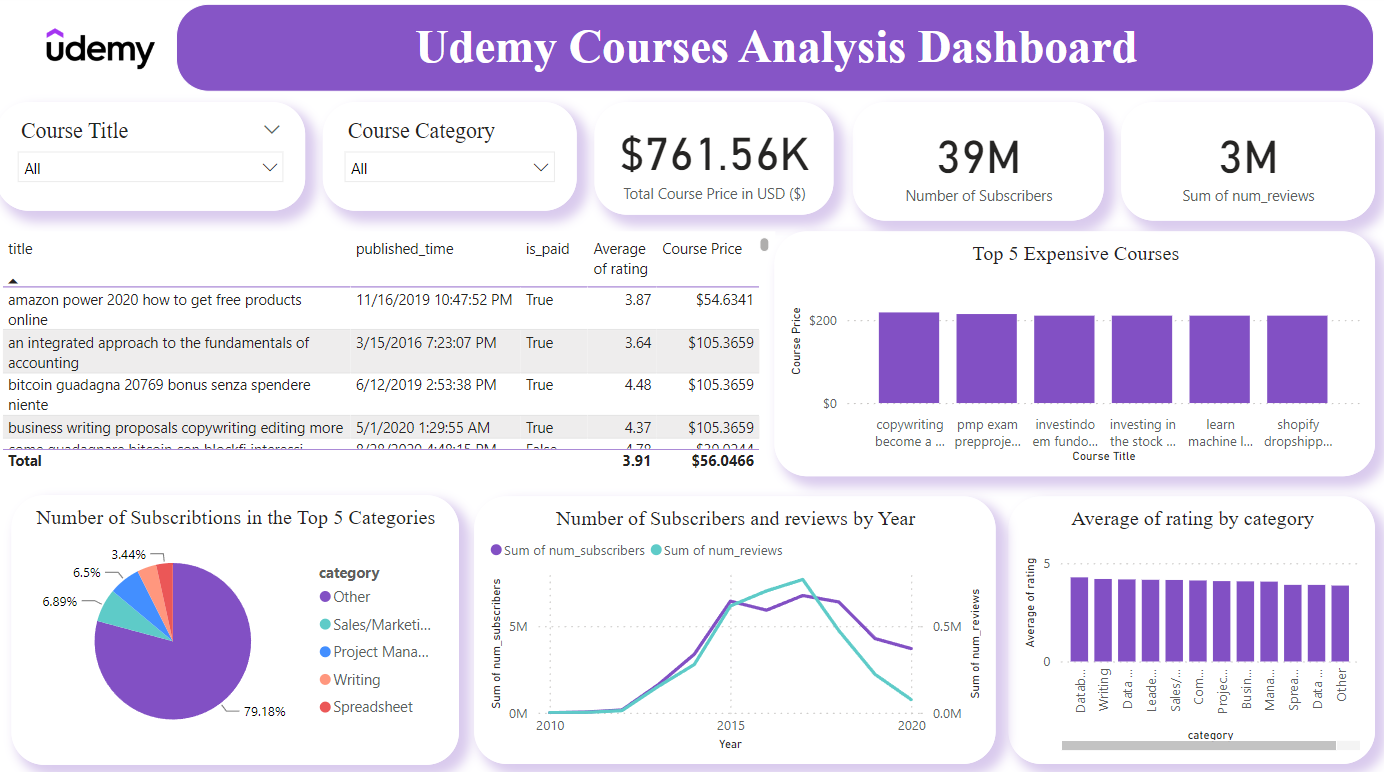 udemy
Udemy Courses Analysis Dashboard
Course Title
All
Course Category
All
$761.56K
Total Course Price in USD ($)
39M
Number of Subscribers
3M
Sum of num_reviews
title published_time is_paid Average of rating Course Price
amazon power 2020 how to get free products online 11/16/2019 10:47:52 PM True 3.87 $54.6341
an integrated approach to the fundamentals of accounting 3/15/2016 7:23:07 PM True 3.64 $105.3659
bitcoin guadagna 20769 bonus senza spendere niente 6/12/2019 2:53:38 PM True 4.48 $105.3659
business writing proposals copywriting editing more 5/1/2020 1:29:55 AM True 4.37 $105.3659
Total 3.91 $56.0466
Top 5 Expensive Courses
Course Price
$200
$0
copywriting become a ...
pmp exam prepproje...
investindo em fundo...
investing in the stock ...
learn machine l...
shopify dropshipp...
Course Title
Number of Subscribtions in the Top 5 Categories
3.44%
6.5%
6.89%
79.18%
category
Other
Sales/Marketi...
Project Mana...
Writing
Spreadsheet
Number of Subscribers and reviews by Year
Sum of num_subscribers Sum of num_reviews
Sum of num_subscribers
5M
0M
0.5M
0.0M
Sum of num_reviews
2010 2015 2020
Year
Average of rating by category
Average of rating
5
0
Datab...
Writing
Data ...
Leade...
Sales/...
Com...
Projec...
Busin...
Mana...
Sprea...
Data ...
Other
category